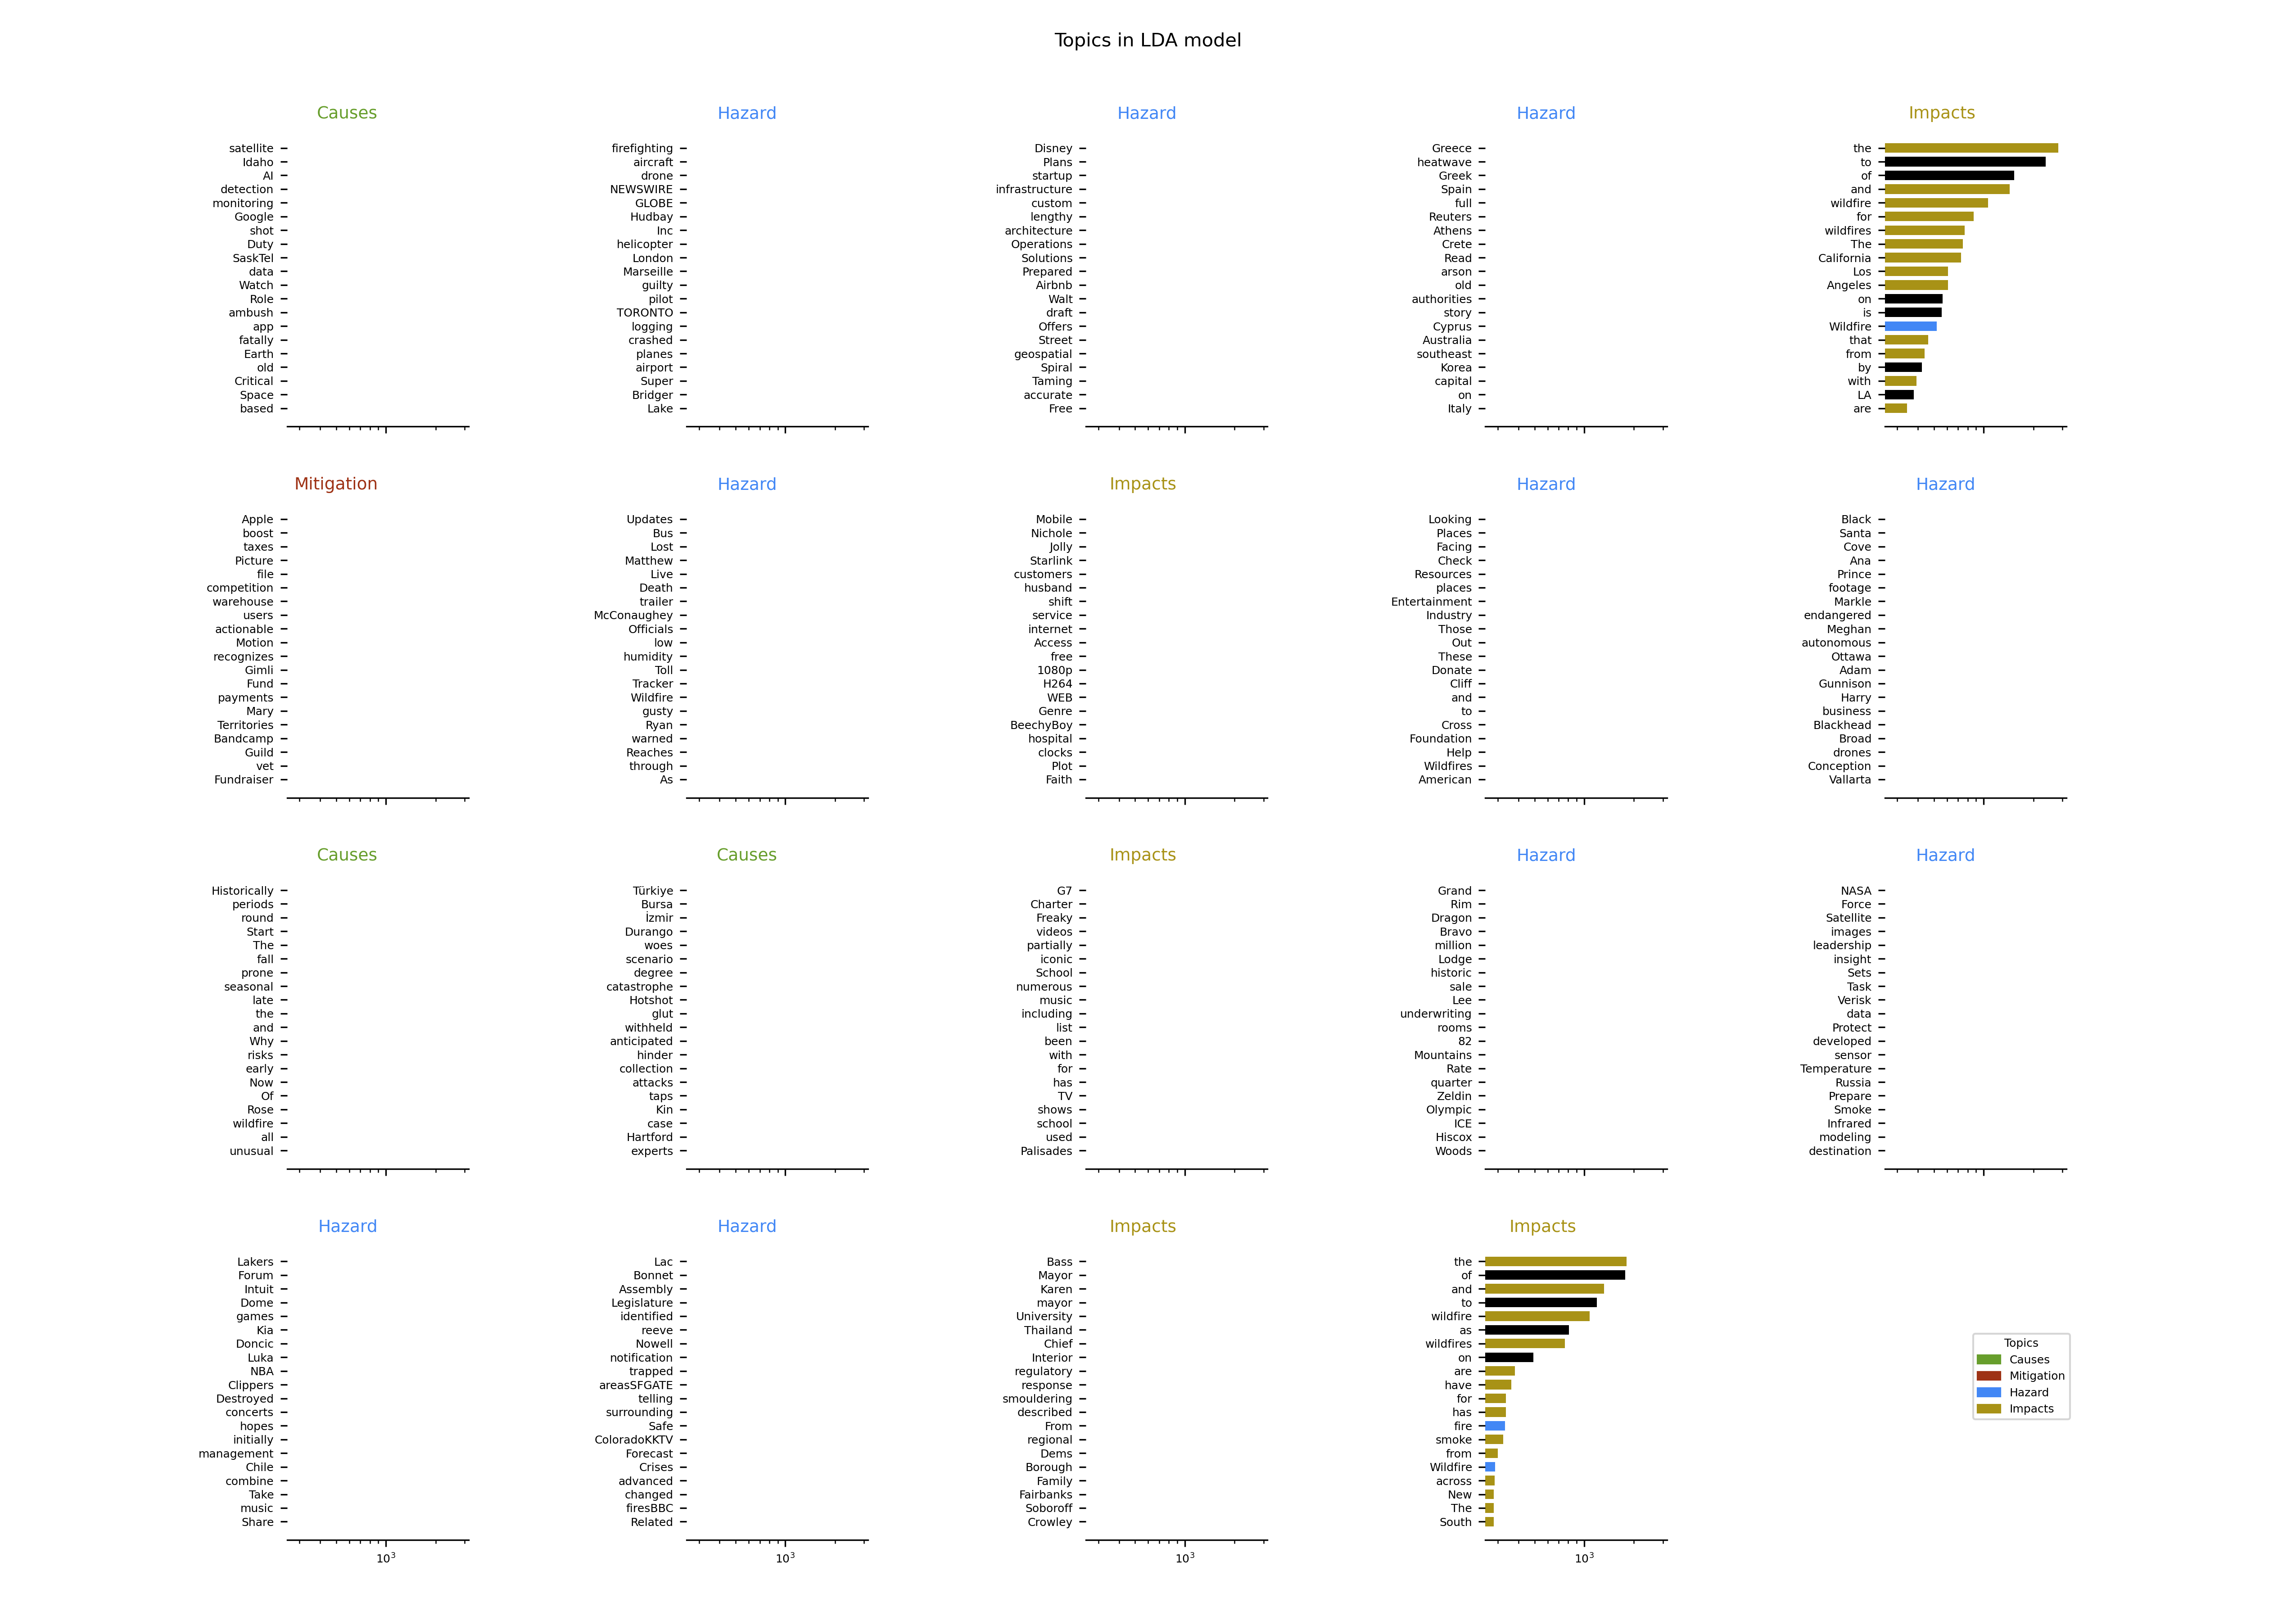 Topics in LDA model
Causes
satellite
Idaho
AI
detection
monitoring
Google
shot
Duty
SaskTel
data
Watch
Role
ambush
app
fatally
Earth
old
Critical
Space
based
Hazard
firefighting
aircraft
drone
NEWSWIRE
GLOBE
Hudbay
Inc
helicopter
London
Marseille
guilty
pilot
TORONTO
logging
crashed
planes
airport
Super
Bridger
Lake
Hazard
Disney
Plans
startup
infrastructure
custom
lengthy
architecture
Operations
Solutions
Prepared
Airbnb
Walt
draft
Offers
Street
geospatial
Spiral
Taming
accurate
Free
Hazard
Greece
heatwave
Greek
Spain
full
Reuters
Athens
Crete
Read
arson
old
authorities
story
Cyprus
Australia
southeast
Korea
capital
on
Italy
Impacts
the
to
of
and
wildfire
for
wildfires
The
California
Los
Angeles
on
is
Wildfire
that
from
by
with
LA
are
Mitigation
Apple
boost
taxes
Picture
file
competition
warehouse
users
actionable
Motion
recognizes
Gimli
Fund
payments
Mary
Territories
Bandcamp
Guild
vet
Fundraiser
Hazard
Updates
Bus
Lost
Matthew
Live
Death
trailer
McConaughey
Officials
low
humidity
Toll
Tracker
Wildfire
gusty
Ryan
warned
Reaches
through
As
Impacts
Mobile
Nichole
Jolly
Starlink
customers
husband
shift
service
internet
Access
free
1080p
H264
WEB
Genre
BeechyBoy
hospital
clocks
Plot
Faith
Hazard
Looking
Places
Facing
Check
Resources
places
Entertainment
Industry
Those
Out
These
Donate
Cliff
and
to
Cross
Foundation
Help
Wildfires
American
Hazard
Black
Santa
Cove
Ana
Prince
footage
Markle
endangered
Meghan
autonomous
Ottawa
Adam
Gunnison
Harry
business
Blackhead
Broad
drones
Conception
Vallarta
Causes
Historically
periods
round
Start
The
fall
prone
seasonal
late
the
and
Why
risks
early
Now
Of
Rose
wildfire
all
unusual
Causes
Türkiye
Bursa
İzmir
Durango
woes
scenario
degree
catastrophe
Hotshot
glut
withheld
anticipated
hinder
collection
attacks
taps
Kin
case
Hartford
experts
Impacts
G7
Charter
Freaky
videos
partially
iconic
School
numerous
music
including
list
been
with
for
has
TV
shows
school
used
Palisades
Hazard
Grand
Rim
Dragon
Bravo
million
Lodge
historic
sale
Lee
underwriting
rooms
82
Mountains
Rate
quarter
Zeldin
Olympic
ICE
Hiscox
Woods
Hazard
NASA
Force
Satellite
images
leadership
insight
Sets
Task
Verisk
data
Protect
developed
sensor
Temperature
Russia
Prepare
Smoke
Infrared
modeling
destination
Hazard
Lakers
Forum
Intuit
Dome
games
Kia
Doncic
Luka
NBA
Clippers
Destroyed
concerts
hopes
initially
management
Chile
combine
Take
music
Share
10³
Hazard
Lac
Bonnet
Assembly
Legislature
identified
reeve
Nowell
notification
trapped
areasSFGATE
telling
surrounding
Safe
ColoradoKKTV
Forecast
Crises
advanced
changed
firesBBC
Related
10³
Impacts
Bass
Mayor
Karen
mayor
University
Thailand
Chief
Interior
regulatory
response
smouldering
described
From
regional
Dems
Borough
Family
Fairbanks
Soboroff
Crowley
10³
Impacts
the
of
and
to
wildfire
as
wildfires
on
are
have
for
has
fire
smoke
from
Wildfire
across
New
The
South
10³
Topics
Causes
Mitigation
Hazard
Impacts